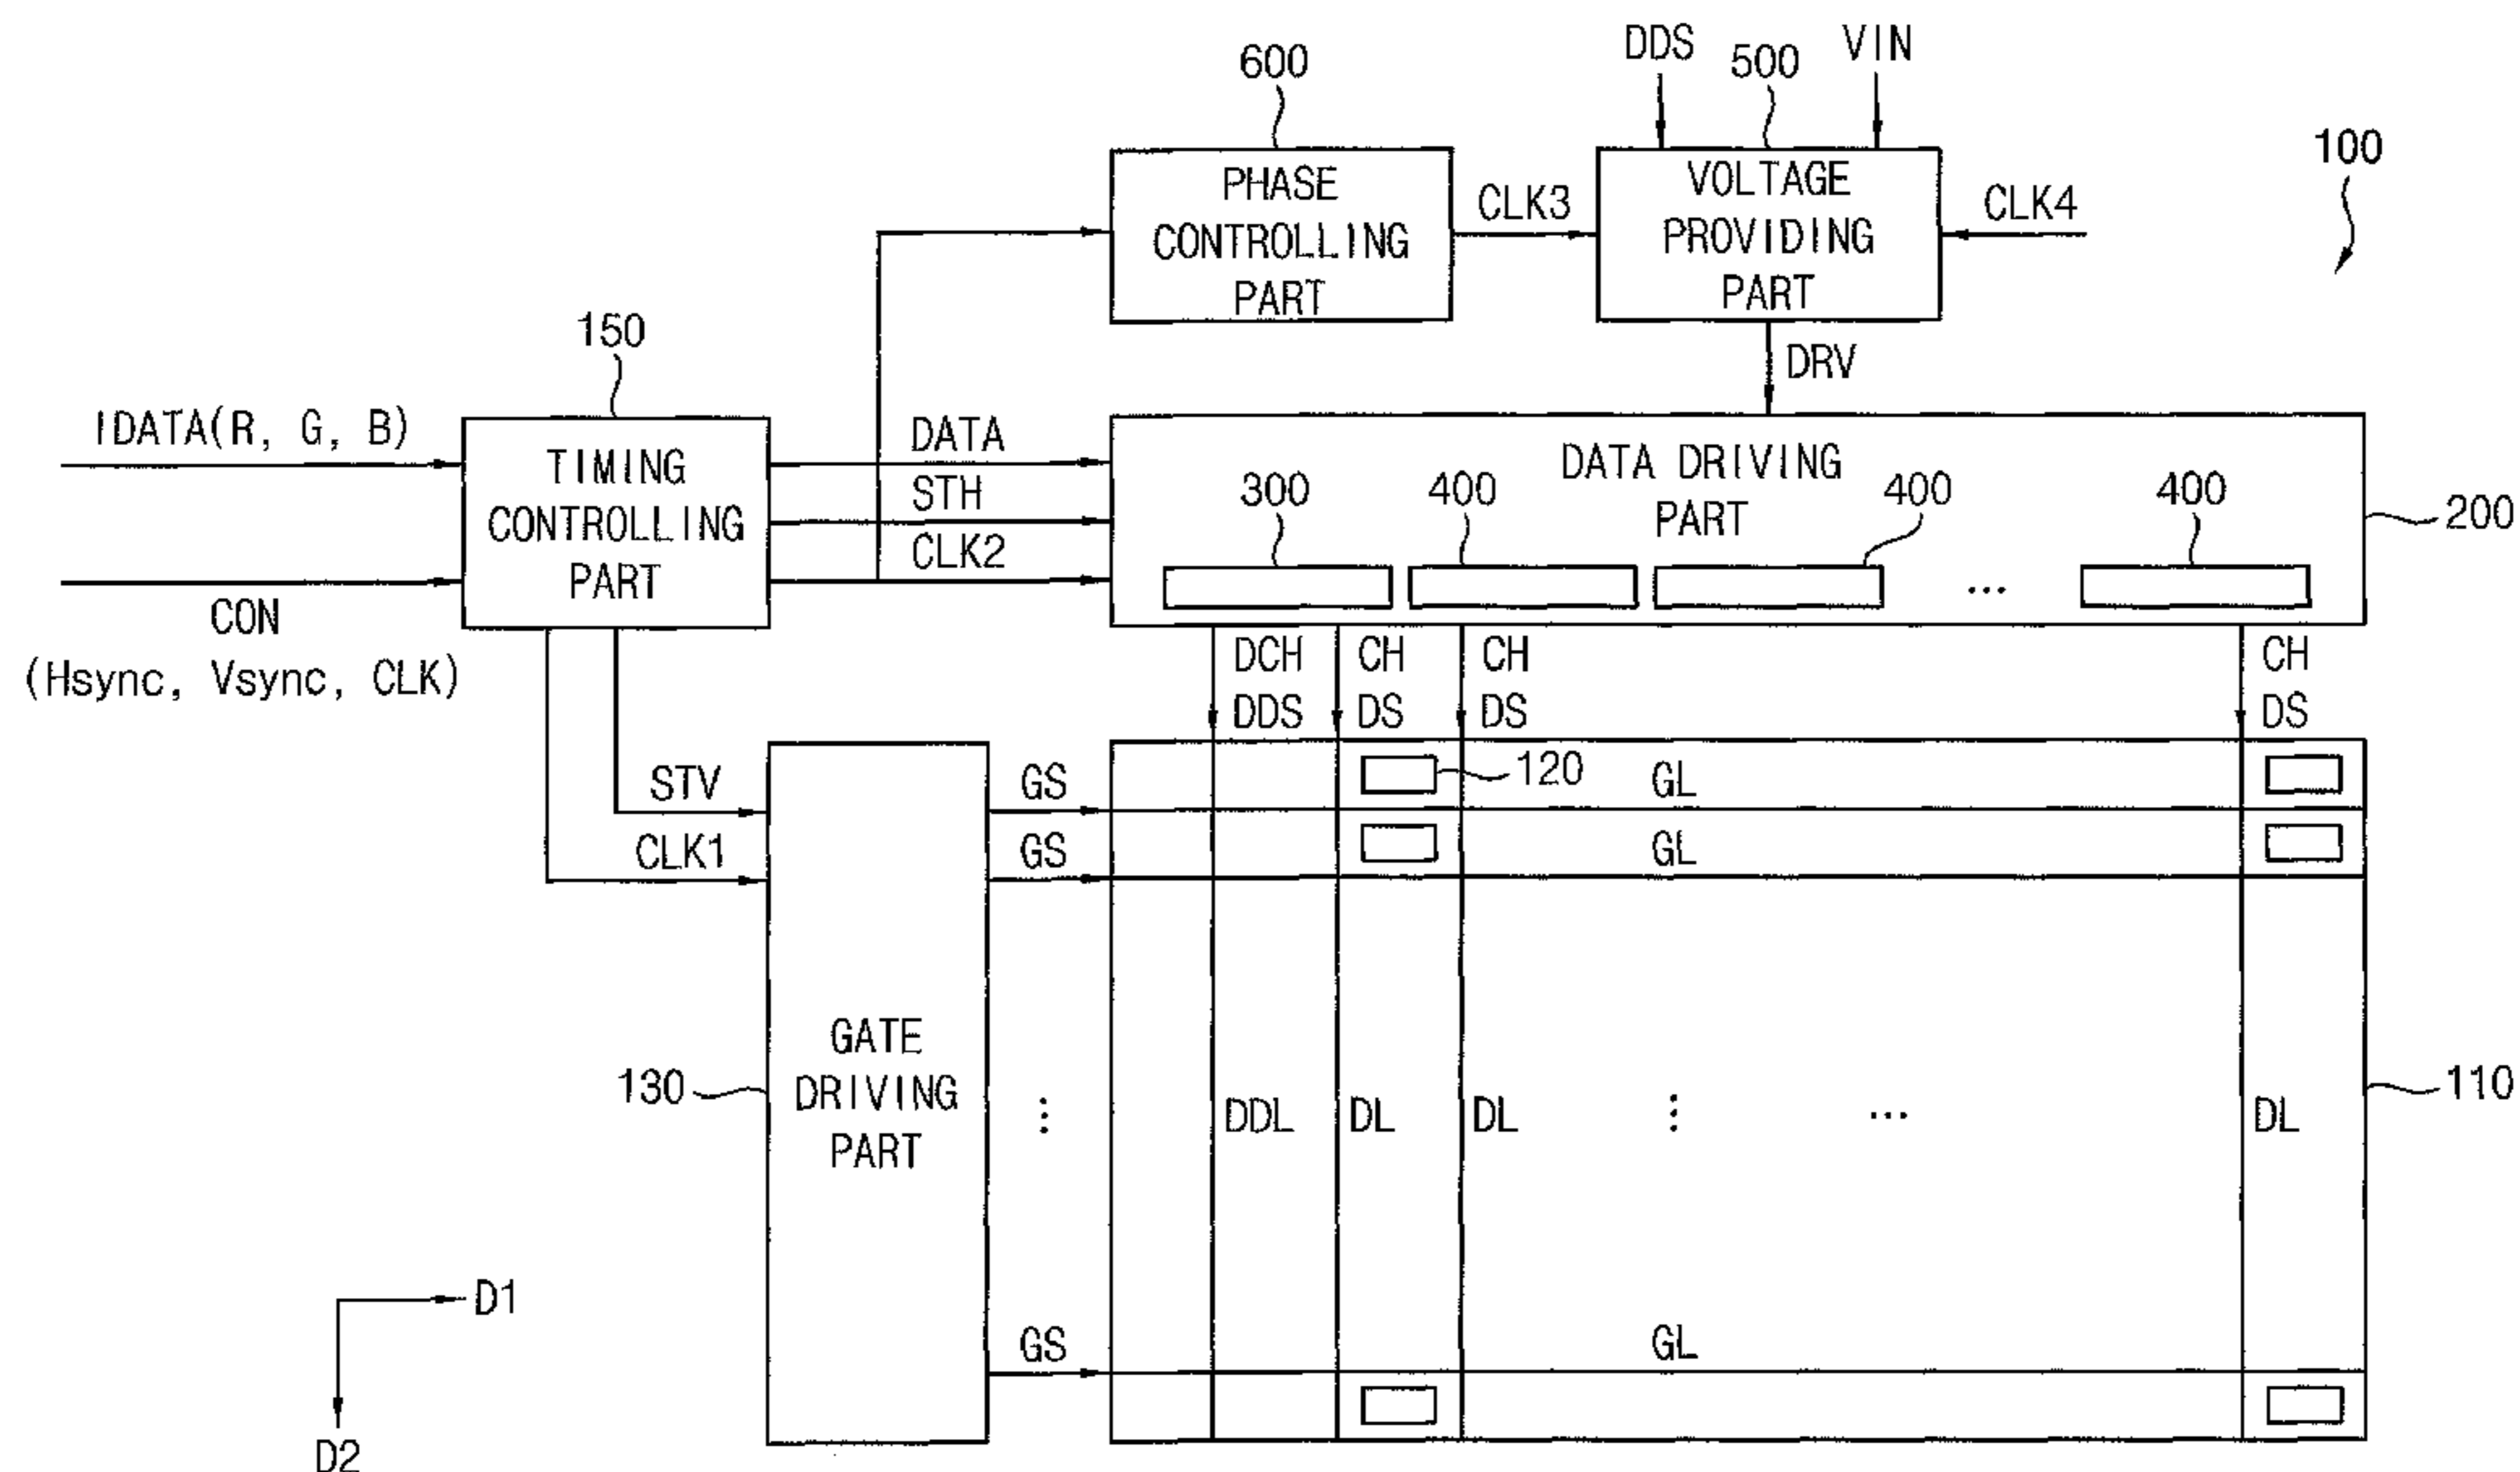 DDS VIN
600 500
100
PHASE CONTROLLING PART
CLK3
VOLTAGE PROVIDING PART
CLK4
150
DRV
IDATA(R, G, B)
TIMING CONTROLLING PART
DATA
STH
CLK2
DATA DRIVING PART
300 400 400 400
200
CON
(Hsync, Vsync, CLK)
DCH CH CH CH
DDS DS DS DS
STV
CLK1
GS 120 GL
GS GL
GATE DRIVING PART
130
⋮
DDL DL DL ⋮ ... DL
110
D1
D2
GS GL
...